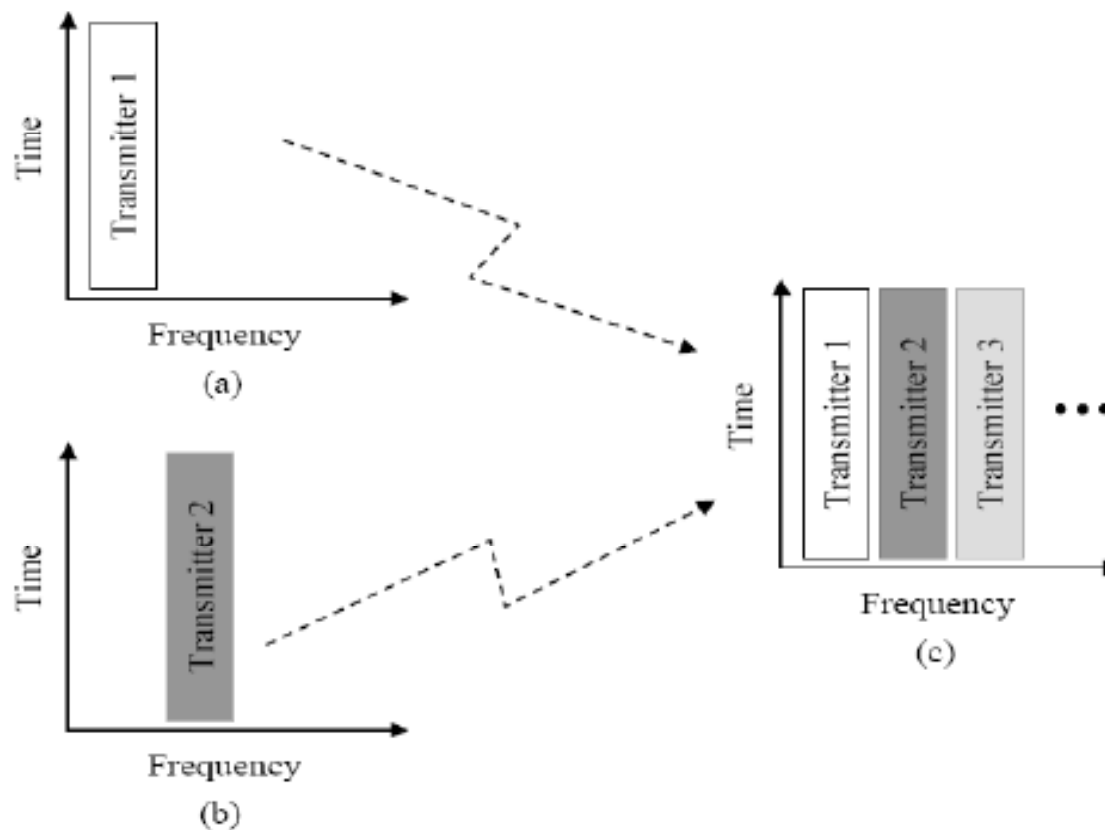 Time
Transmitter 1
Frequency
(a)
Time
Transmitter 2
Frequency
(b)
Time
Transmitter 1
Transmitter 2
Transmitter 3
Frequency
(c)